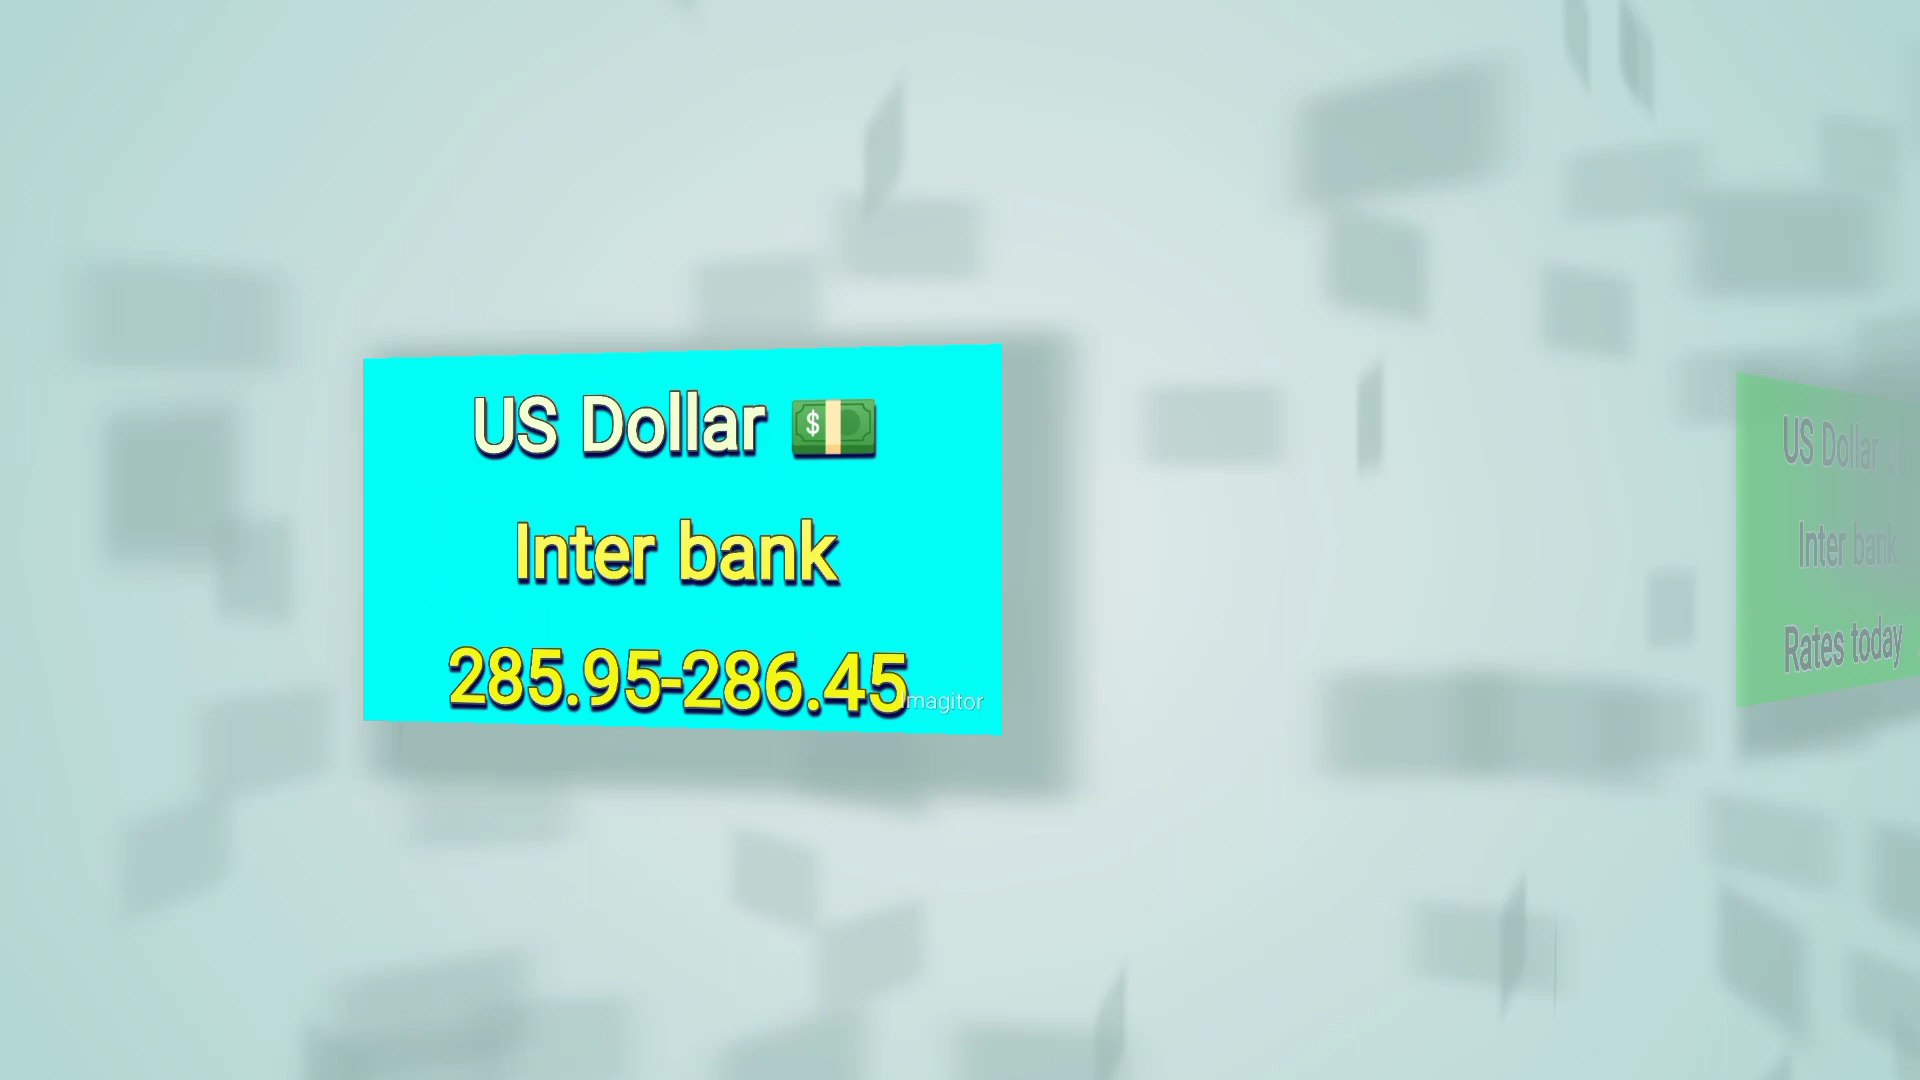 US Dollar 💵
Inter bank
285.95-286.45
Imagitor
US Dollar
Inter bank
Rates today